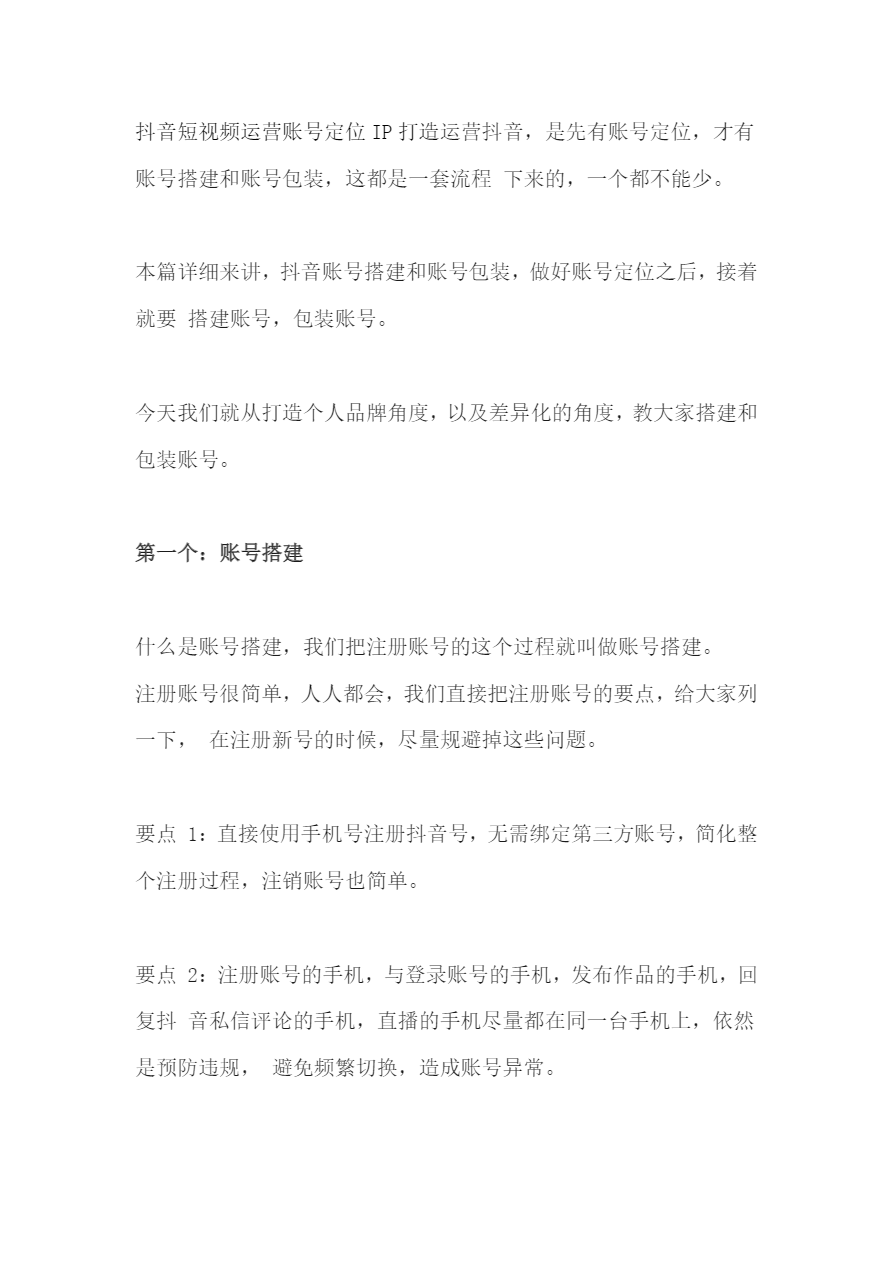 抖音短视频运营账号定位 IP 打造运营抖音，是先有账号定位，才有
账号搭建和账号包装，这都是一套流程 下来的，一个都不能少。
本篇详细来讲，抖音账号搭建和账号包装，做好账号定位之后，接着
就要 搭建账号，包装账号。
今天我们就从打造个人品牌角度，以及差异化的角度，教大家搭建和
包装账号。
第一个：账号搭建
什么是账号搭建，我们把注册账号的这个过程就叫做账号搭建。
注册账号很简单，人人都会，我们直接把注册账号的要点，给大家列
一下， 在注册新号的时候，尽量规避掉这些问题。
要点 1：直接使用手机号注册抖音号，无需绑定第三方账号，简化整
个注册过程，注销账号也简单。
要点 2：注册账号的手机，与登录账号的手机，发布作品的手机，回
复抖 音私信评论的手机，直播的手机尽量都在同一台手机上，依然
是预防违规， 避免频繁切换，造成账号异常。